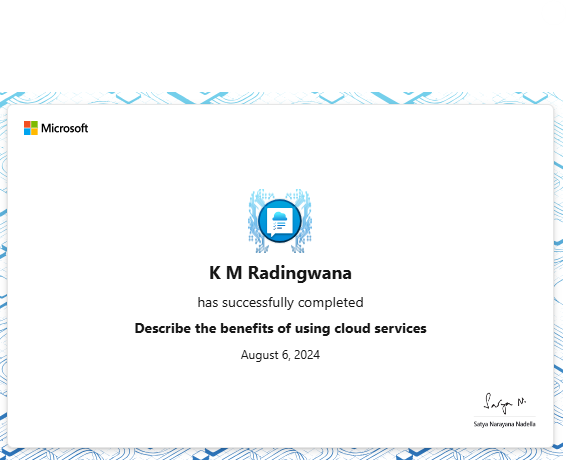 Microsoft
K M Radingwana
has successfully completed
Describe the benefits of using cloud services
August 6, 2024
Satya N.
Satya Narayana Nadella